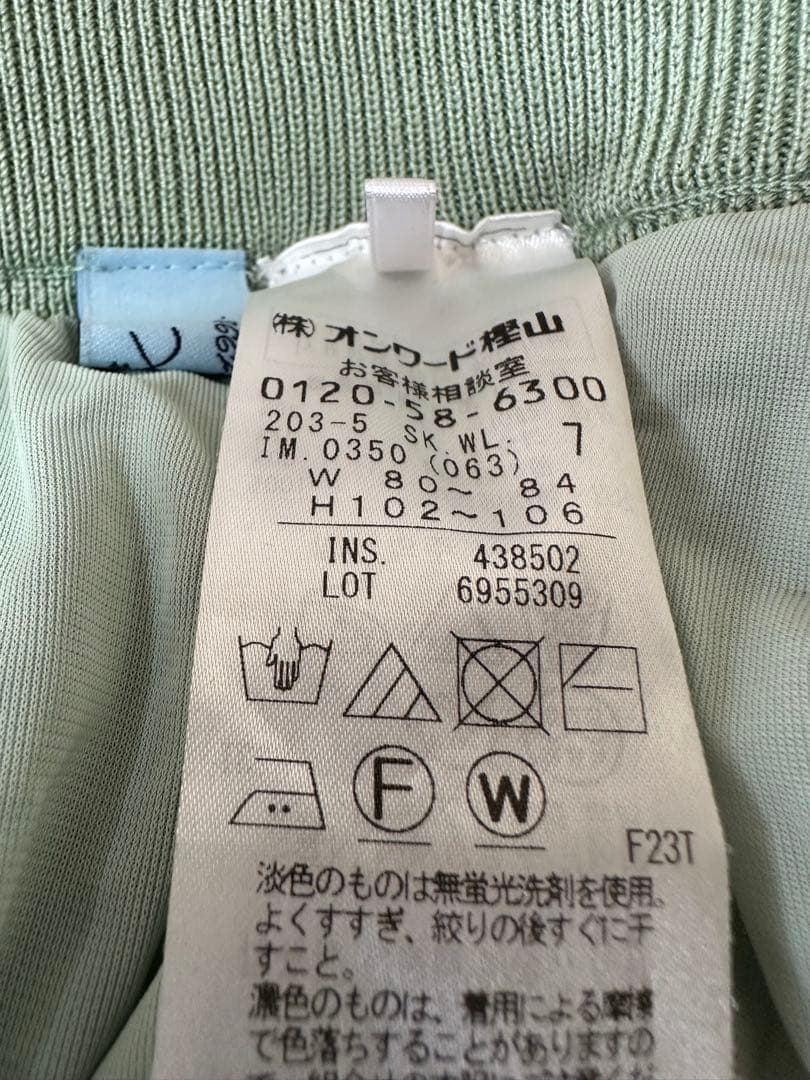 (株)オンワード樫山
お客様相談室
0120-58-6300
203-5 SK.WL. 7
IM.0350 (063)
W 80~ 84
H102~106
INS. 438502
LOT 6955309
F
W
F23T
淡色のものは無蛍光洗剤を使用。
よくすすぎ、絞りの後すぐに干
すこと。
濃色のものは、着用による摩擦
で色落ちすることがありますの